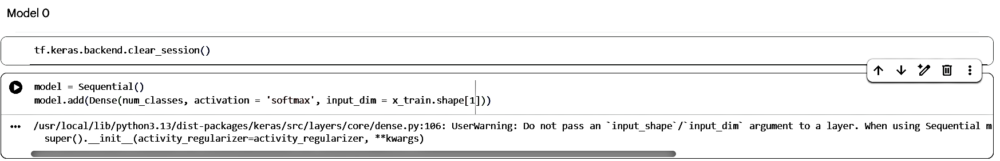 Model 0
tf.keras.backend.clear_session()
model = Sequential()
model.add(Dense(num_classes, activation = 'softmax', input_dim = x_train.shape[1]))
/usr/local/lib/python3.13/dist-packages/keras/src/layers/core/dense.py:106: UserWarning: Do not pass an `input_shape`/`input_dim` argument to a layer. When using Sequential m
super().__init__(activity_regularizer=activity_regularizer, **kwargs)